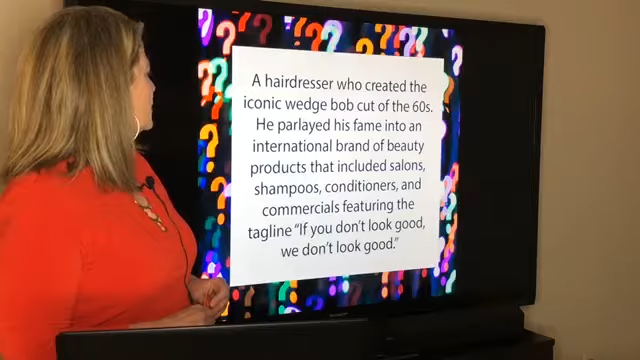 A hairdresser who created the
iconic wedge bob cut of the 60s.
He parlayed his fame into an
international brand of beauty
products that included salons,
shampoos, conditioners, and
commercials featuring the
tagline “If you don’t look good,
we don’t look good.”